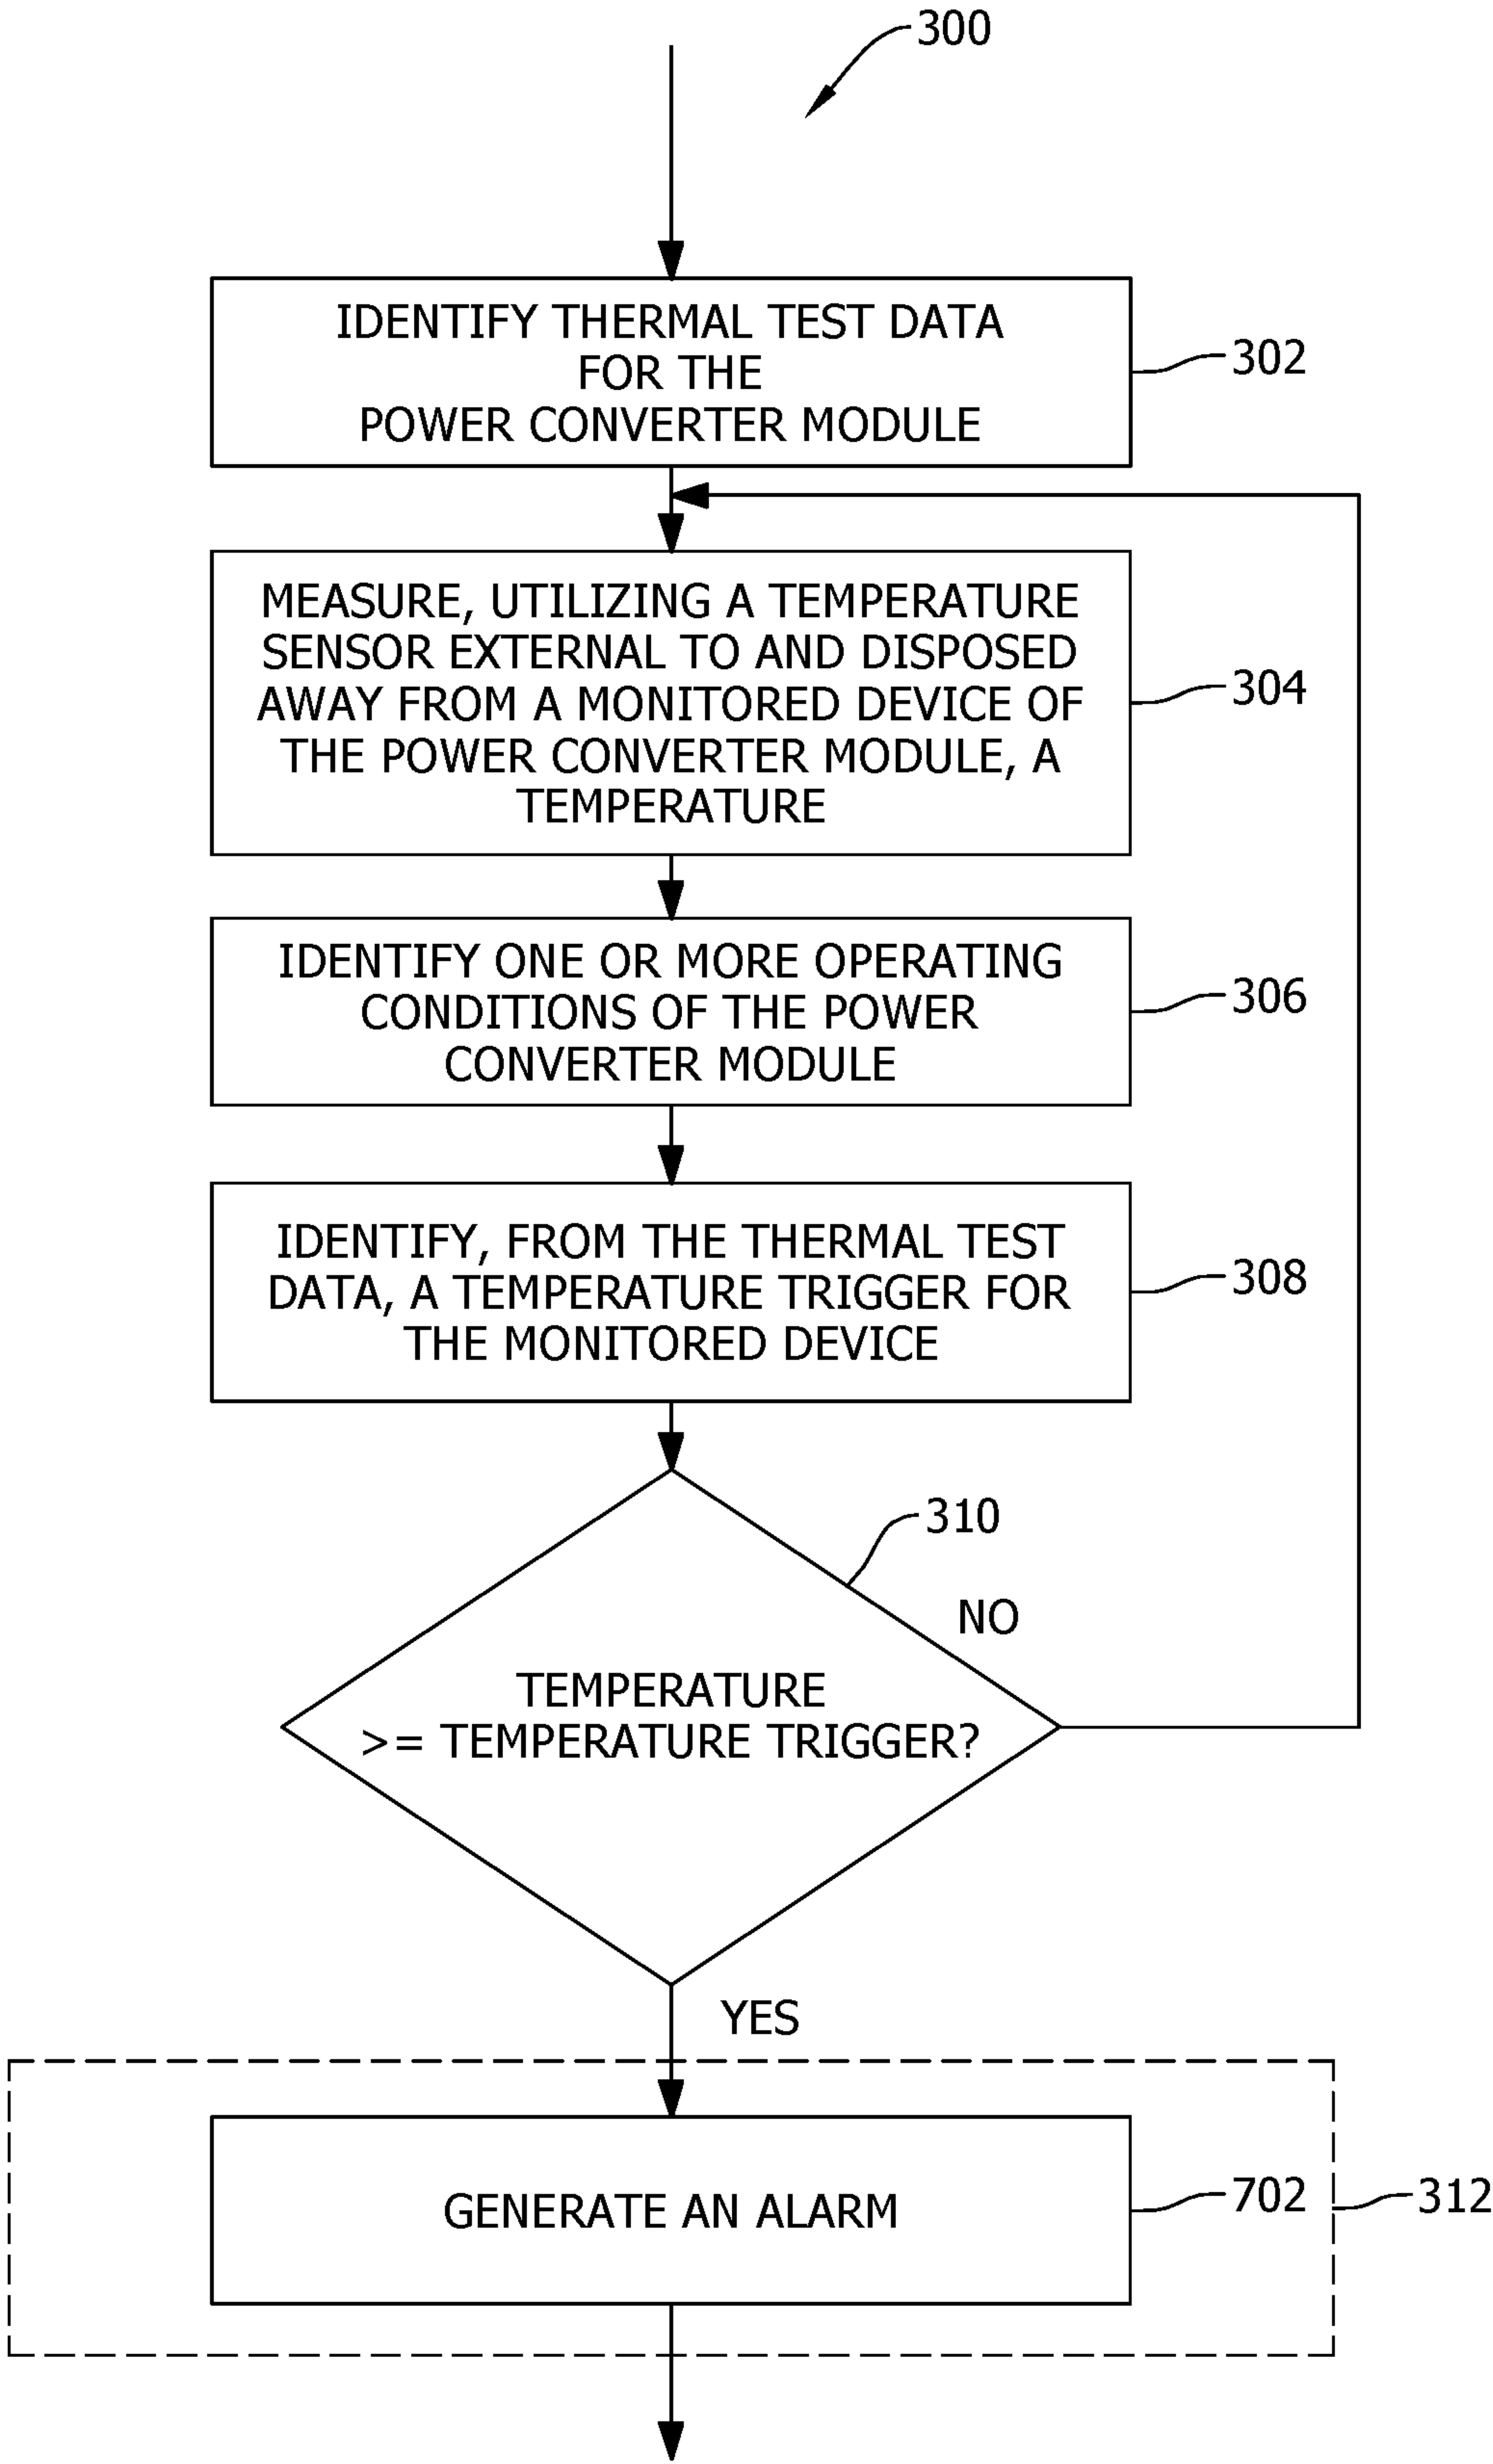 300
IDENTIFY THERMAL TEST DATA
FOR THE
POWER CONVERTER MODULE
302
MEASURE, UTILIZING A TEMPERATURE
SENSOR EXTERNAL TO AND DISPOSED
AWAY FROM A MONITORED DEVICE OF
THE POWER CONVERTER MODULE, A
TEMPERATURE
304
IDENTIFY ONE OR MORE OPERATING
CONDITIONS OF THE POWER
CONVERTER MODULE
306
IDENTIFY, FROM THE THERMAL TEST
DATA, A TEMPERATURE TRIGGER FOR
THE MONITORED DEVICE
308
310
NO
TEMPERATURE
>= TEMPERATURE TRIGGER?
YES
GENERATE AN ALARM
702
312